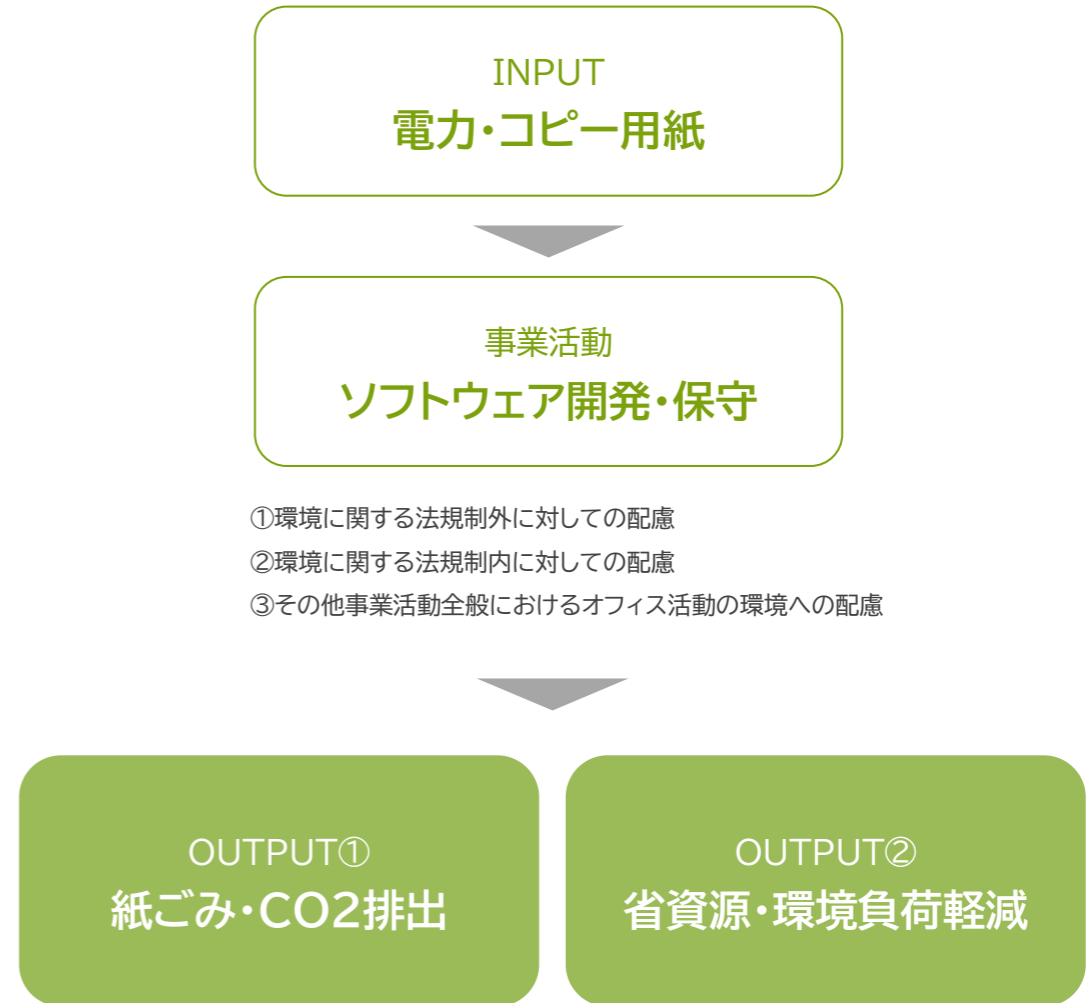 INPUT
電力・コピー用紙
事業活動
ソフトウェア開発・保守
①環境に関する法規制外に対しての配慮
②環境に関する法規制内に対しての配慮
③その他事業活動全般におけるオフィス活動の環境への配慮
OUTPUT①
紙ごみ・CO2排出
OUTPUT②
省資源・環境負荷軽減